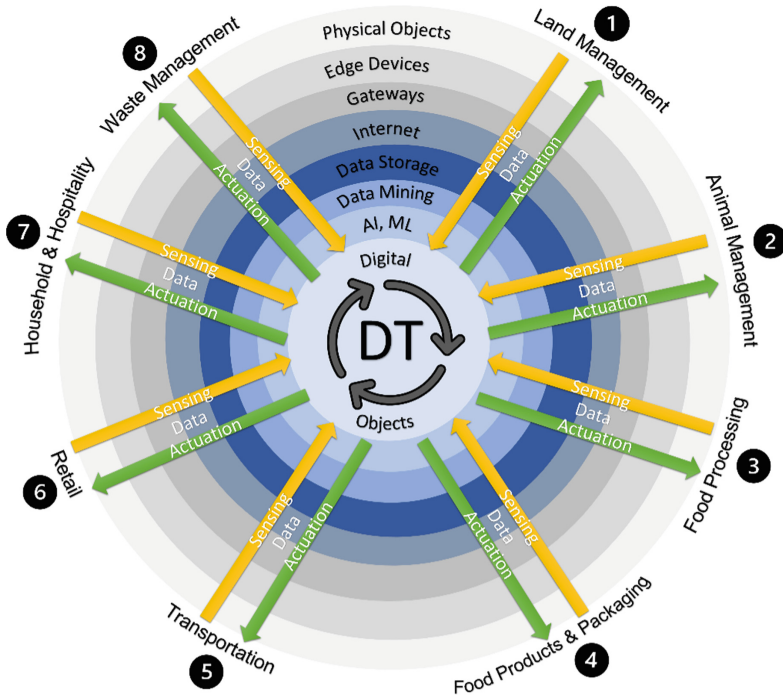 Physical Objects
Edge Devices
Gateways
Internet
Data Storage
Data Mining
AI, ML
Digital
DT
Objects
1
Land Management
Sensing
Data
Actuation
2
Animal Management
Sensing
Data
Actuation
3
Food Processing
Sensing
Data
Actuation
4
Food Products & Packaging
Sensing
Data
Actuation
5
Transportation
Sensing
Data
Actuation
6
Retail
Sensing
Data
Actuation
7
Household & Hospitality
Sensing
Data
Actuation
8
Waste Management
Sensing
Data
Actuation